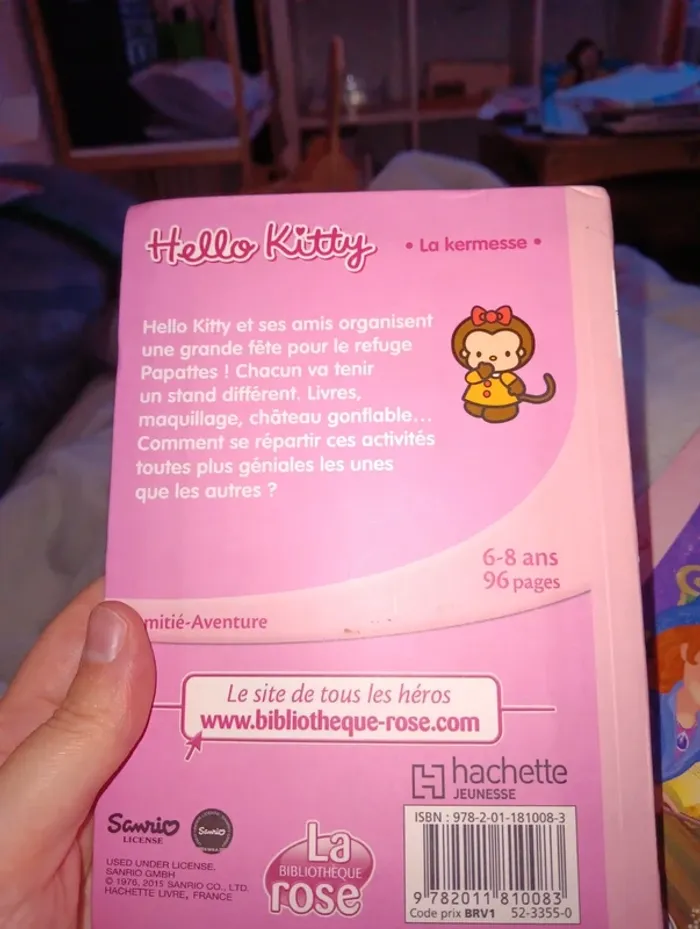 Hello Kitty
• La kermesse •
Hello Kitty et ses amis organisent
une grande fête pour le refuge
Papattes ! Chacun va tenir
un stand différent. Livres,
maquillage, château gonflable...
Comment se répartir ces activités
toutes plus géniales les unes
que les autres ?
6-8 ans
96 pages
mitié-Aventure
Le site de tous les héros
www.bibliotheque-rose.com
hachette
JEUNESSE
Sanrio
LICENSE
Sanrio
USED UNDER LICENSE.
SANRIO GMBH
© 1976, 2015 SANRIO CO., LTD.
HACHETTE LIVRE, FRANCE
La
BIBLIOTHÈQUE
rose
ISBN : 978-2-01-181008-3
9 782011 810083
Code prix BRV1 52-3355-0